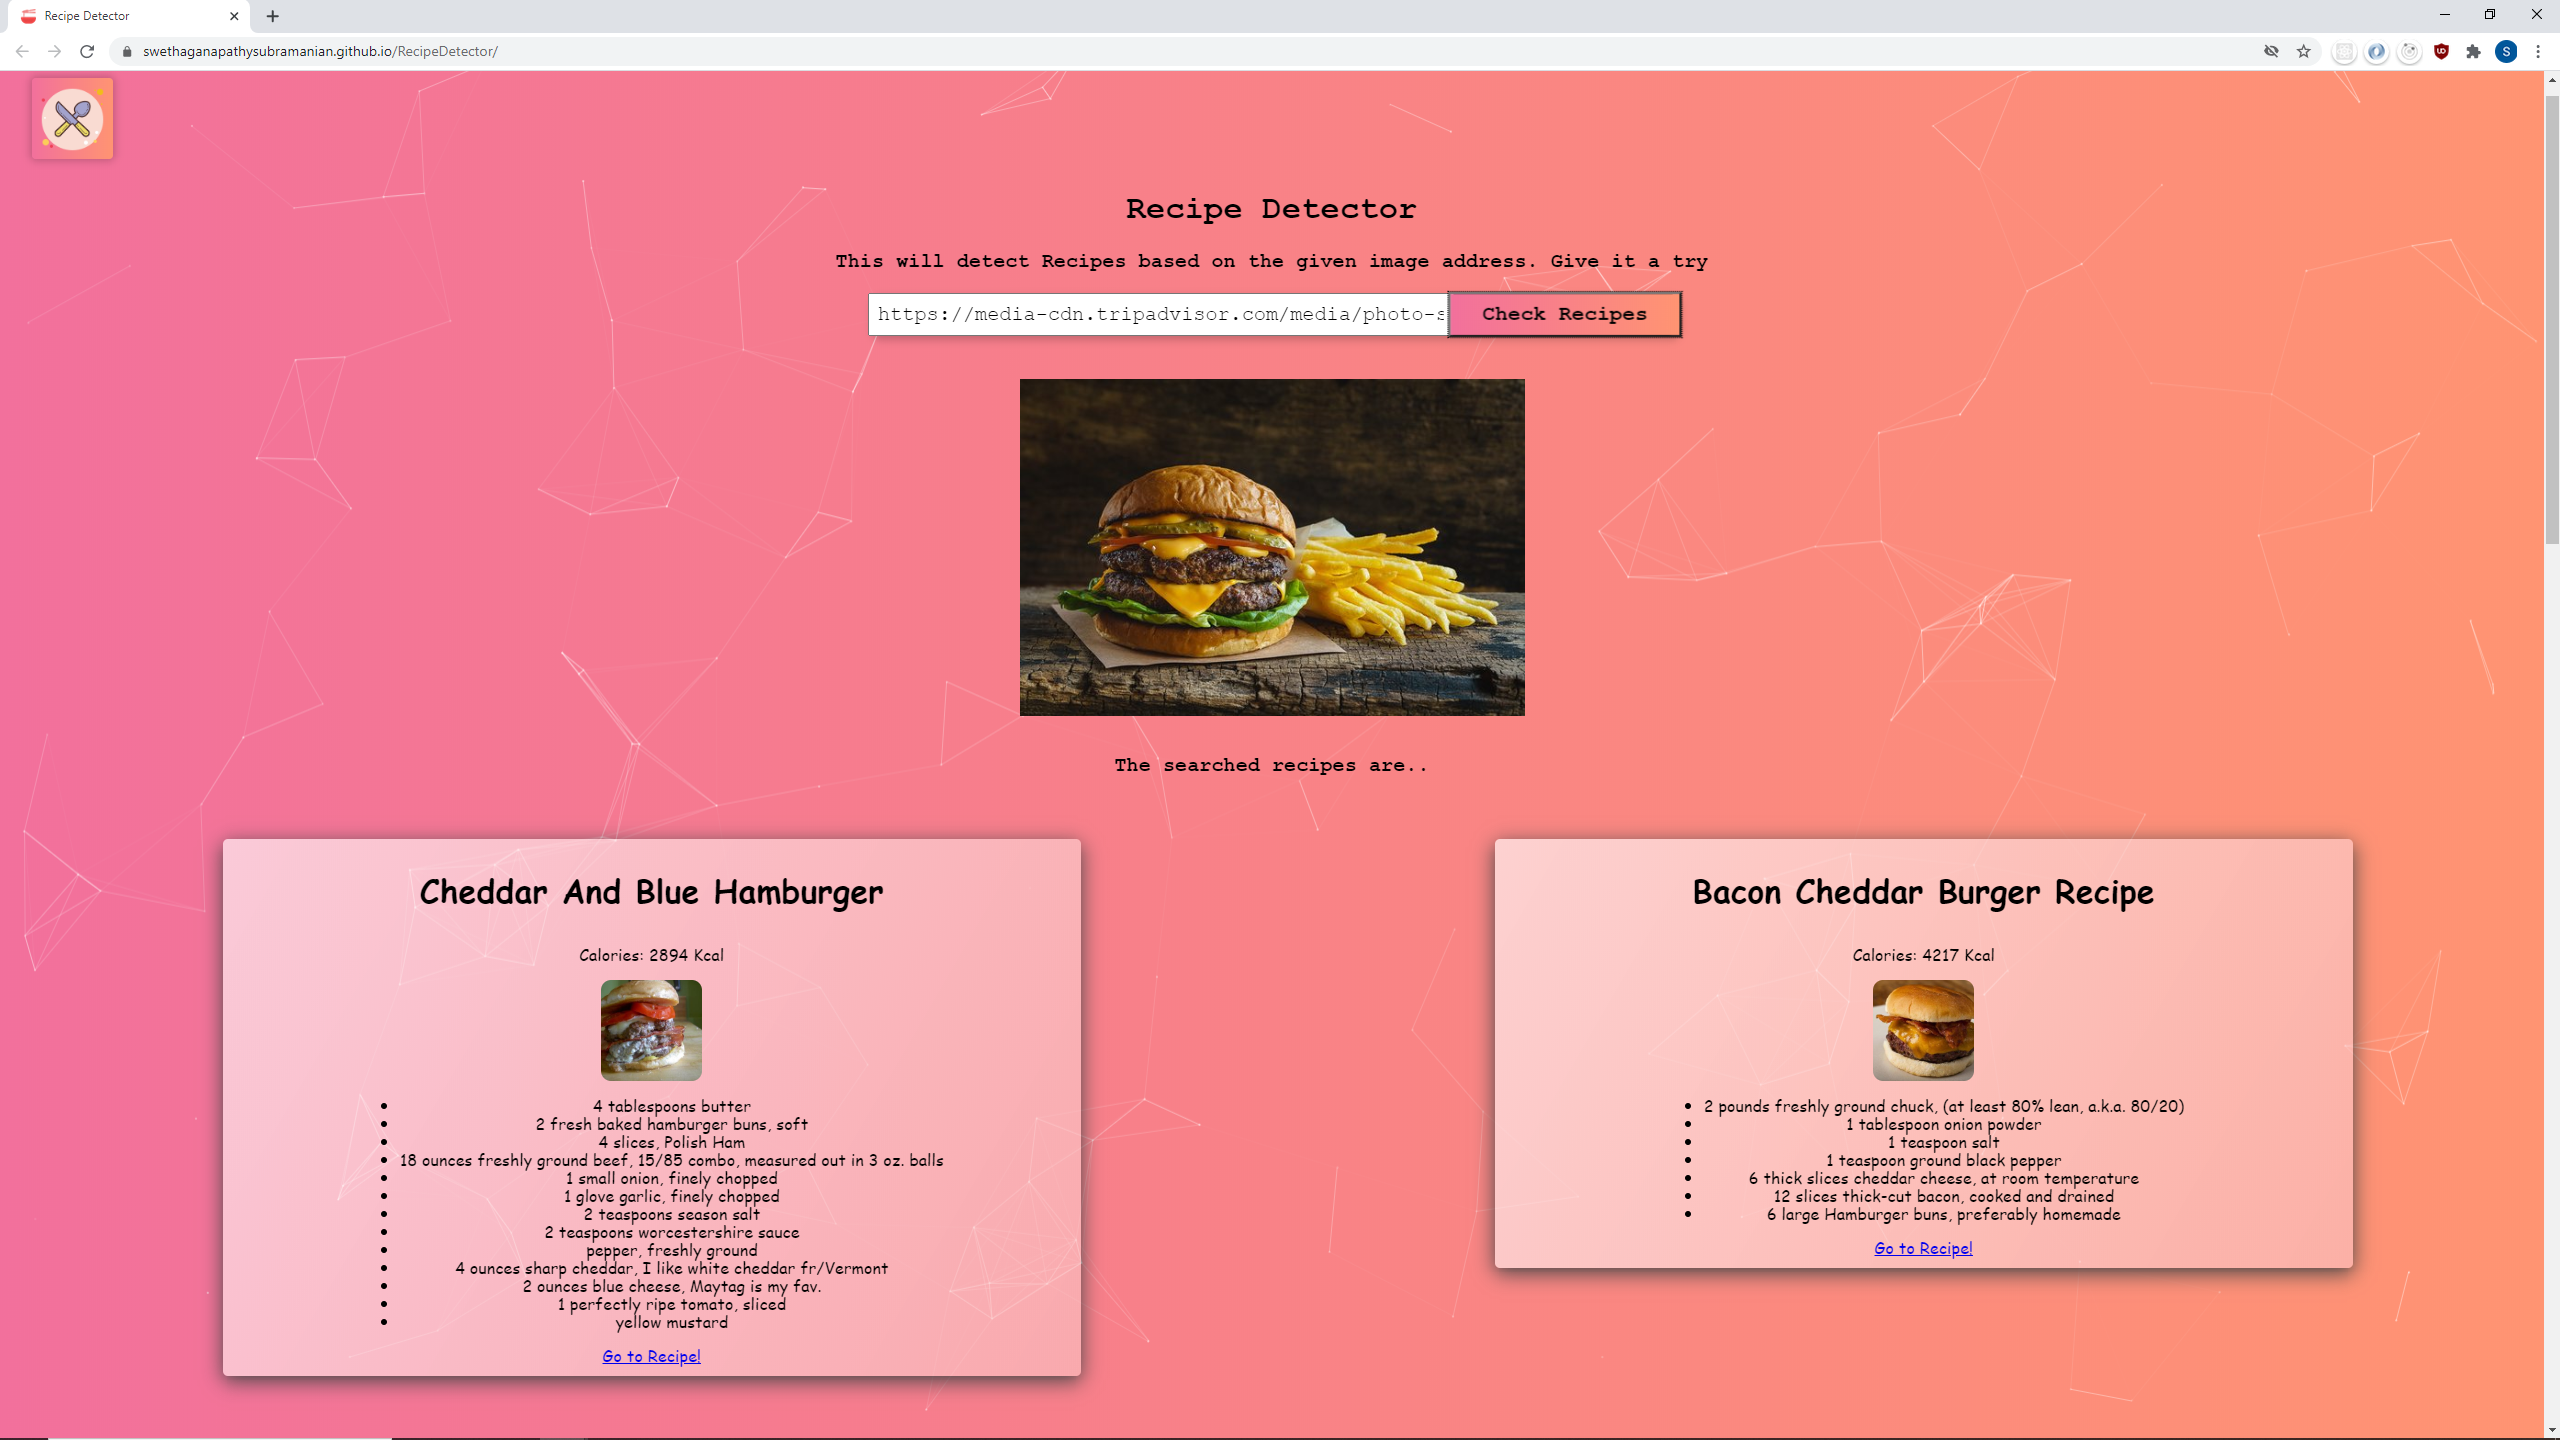 Recipe Detector
swethaganapathysubramanian.github.io/RecipeDetector/
S
Recipe Detector
This will detect Recipes based on the given image address. Give it a try
https://media-cdn.tripadvisor.com/media/photo-s
Check Recipes
The searched recipes are..
Cheddar And Blue Hamburger
Calories: 2894 Kcal
4 tablespoons butter
2 fresh baked hamburger buns, soft
4 slices, Polish Ham
18 ounces freshly ground beef, 15/85 combo, measured out in 3 oz. balls
1 small onion, finely chopped
1 glove garlic, finely chopped
2 teaspoons season salt
2 teaspoons worcestershire sauce
pepper, freshly ground
4 ounces sharp cheddar, I like white cheddar fr/Vermont
2 ounces blue cheese, Maytag is my fav.
1 perfectly ripe tomato, sliced
yellow mustard
Go to Recipe!
Bacon Cheddar Burger Recipe
Calories: 4217 Kcal
2 pounds freshly ground chuck, (at least 80% lean, a.k.a. 80/20)
1 tablespoon onion powder
1 teaspoon salt
1 teaspoon ground black pepper
6 thick slices cheddar cheese, at room temperature
12 slices thick-cut bacon, cooked and drained
6 large Hamburger buns, preferably homemade
Go to Recipe!